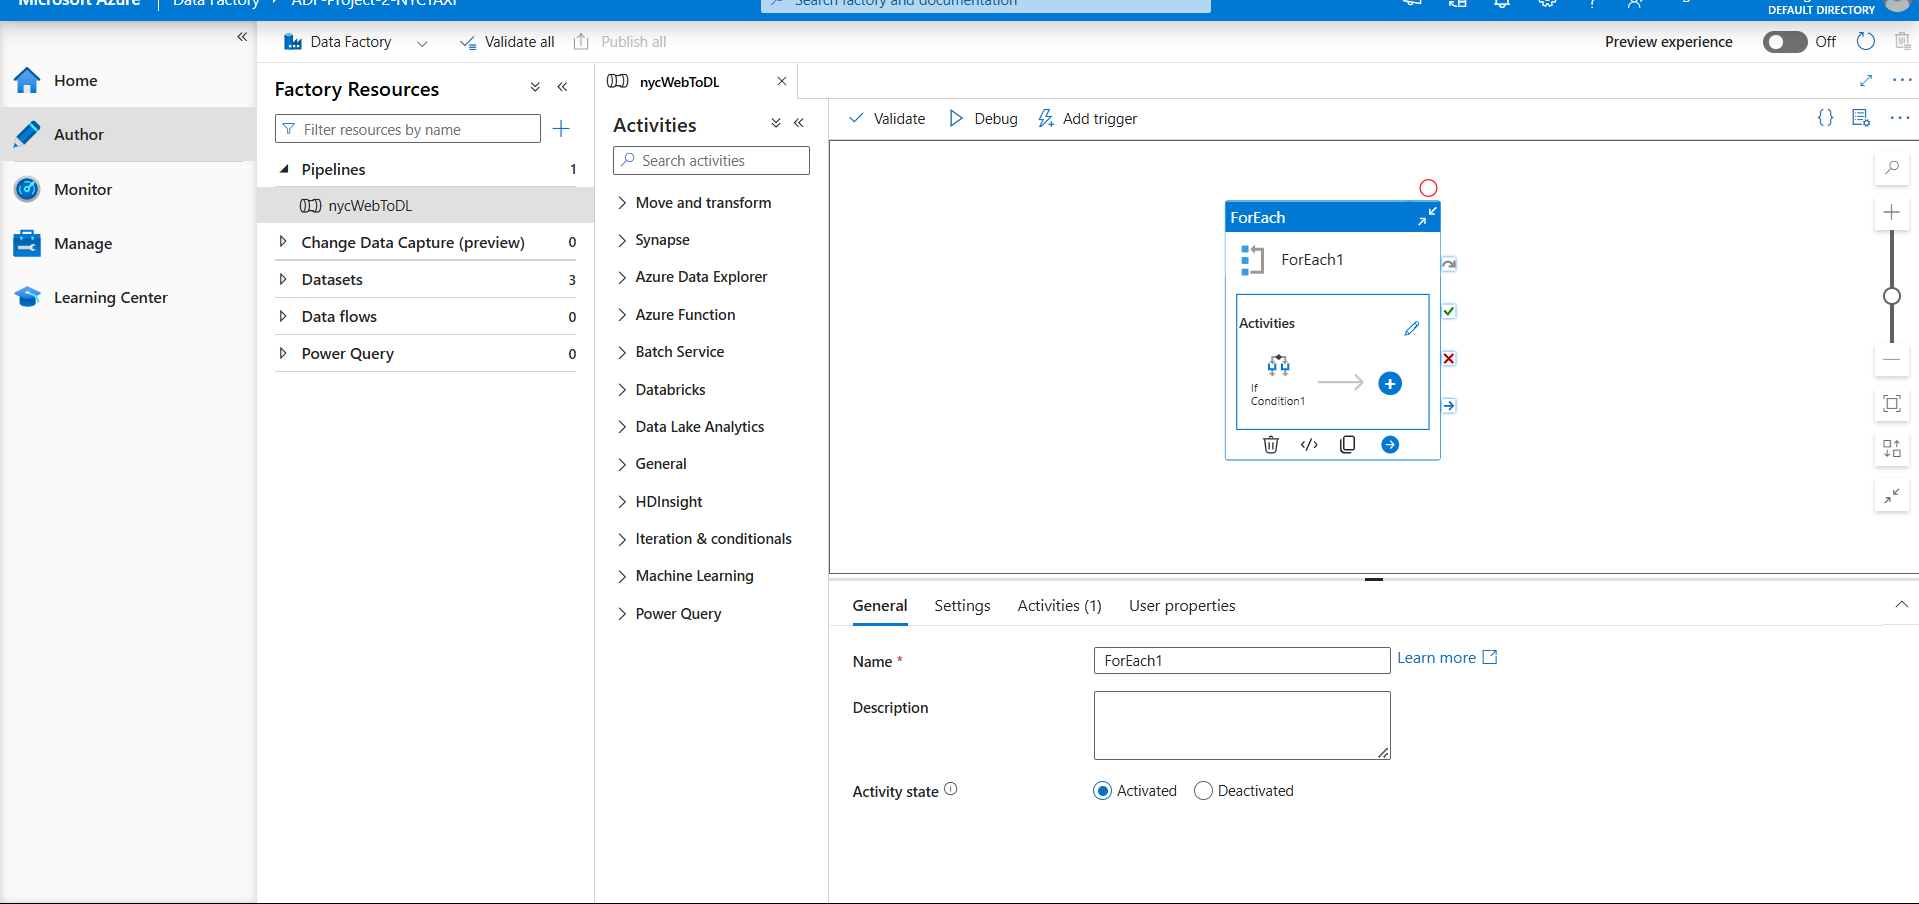 Microsoft Azure
Data Factory
ADF-Project-2-NYCTAXI
Search factory and documentation
DEFAULT DIRECTORY
Home
Author
Monitor
Manage
Learning Center
Data Factory
Validate all
Publish all
Preview experience
Off
Factory Resources
Filter resources by name
Pipelines 1
nycWebToDL
Change Data Capture (preview) 0
Datasets 3
Data flows 0
Power Query 0
nycWebToDL
Activities
Search activities
Move and transform
Synapse
Azure Data Explorer
Azure Function
Batch Service
Databricks
Data Lake Analytics
General
HDInsight
Iteration & conditionals
Machine Learning
Power Query
Validate
Debug
Add trigger
ForEach
ForEach1
Activities
If
Condition1
General
Settings
Activities (1)
User properties
Name *
ForEach1
Learn more
Description
Activity state
Activated
Deactivated